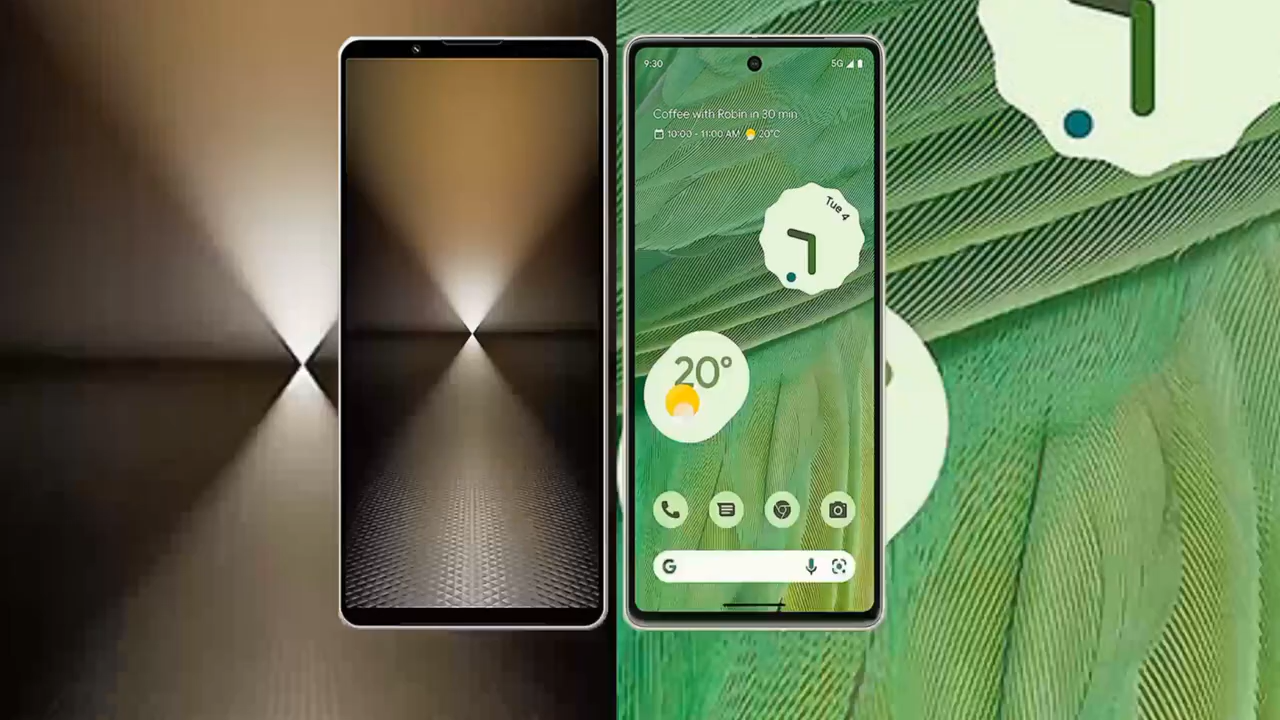 9:30
5G
Coffee with Robin in 30 min
10:00 - 11:00 AM 20°C
Tue 4
20°
G